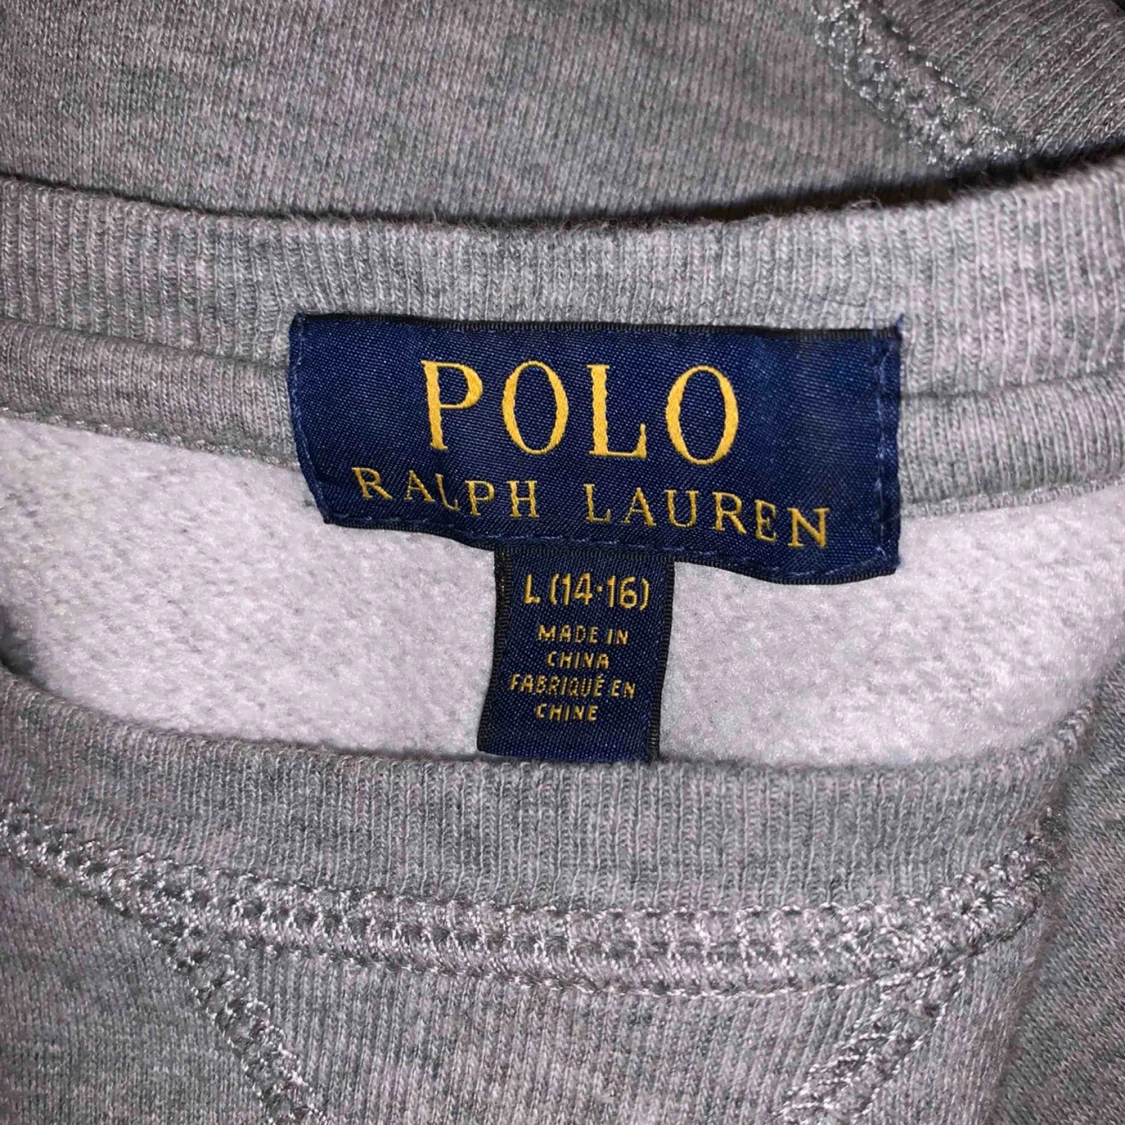 POLO
RALPH LAUREN
L (14·16)
MADE IN
CHINA
FABRIQUÉ EN
CHINE